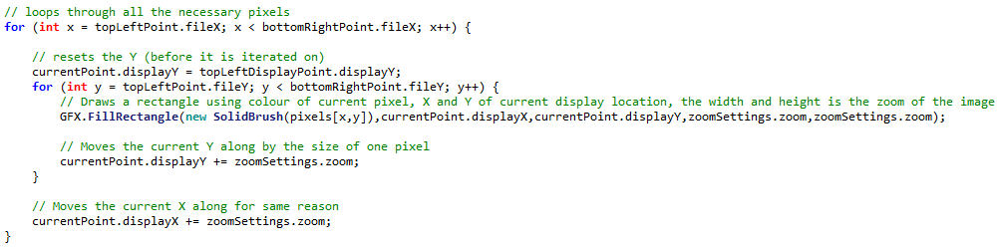 // loops through all the necessary pixels
for (int x = topLeftPoint.fileX; x < bottomRightPoint.fileX; x++) {
// resets the Y (before it is iterated on)
currentPoint.displayY = topLeftDisplayPoint.displayY;
for (int y = topLeftPoint.fileY; y < bottomRightPoint.fileY; y++) {
// Draws a rectangle using colour of current pixel, X and Y of current display location, the width and height is the zoom of the image
GFX.FillRectangle(new SolidBrush(pixels[x,y]),currentPoint.displayX,currentPoint.displayY,zoomSettings.zoom,zoomSettings.zoom);
// Moves the current Y along by the size of one pixel
currentPoint.displayY += zoomSettings.zoom;
}
// Moves the current X along for same reason
currentPoint.displayX += zoomSettings.zoom;
}